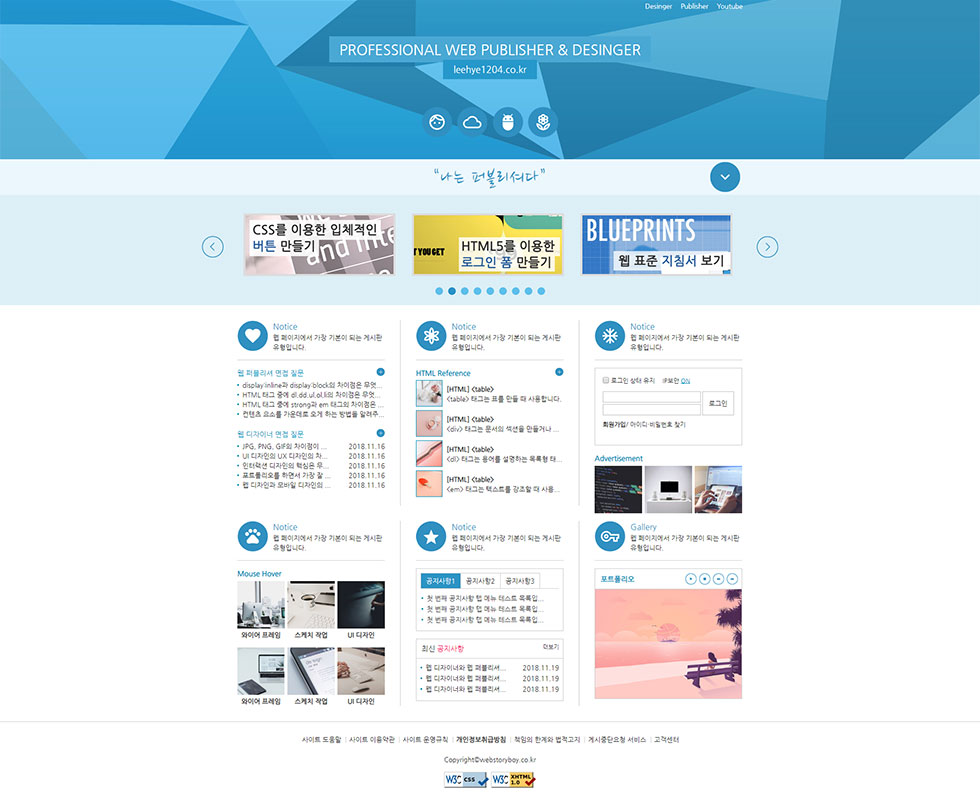 Desinger Publisher Youtube
PROFESSIONAL WEB PUBLISHER & DESINGER
leehye1204.co.kr
"나는 퍼블리셔다"
CSS를 이용한 입체적인
버튼 만들기
HTML5를 이용한
로그인 폼 만들기
BLUEPRINTS
웹 표준 지침서 보기
Notice
웹 페이지에서 가장 기본이 되는 게시판
유형입니다.
웹 퍼블리셔 면접 질문
display:inline과 display:block의 차이점은 무엇...
HTML 태그 중에 dl,dd,ul,ol,li의 차이점은 무엇...
HTML 태그 중에 strong과 em 태그의 차이점은...
컨텐츠 요소를 가운데로 오게 하는 방법을 알려주...
웹 디자이너 면접 질문
JPG, PNG, GIF의 차이점이 ... 2018.11.16
UI 디자인의 UX 디자인의 차... 2018.11.16
인터랙션 디자인의 핵심은 무... 2018.11.16
포트폴리오를 하면서 가장 잘 ... 2018.11.16
웹 디자인과 모바일 디자인의 ... 2018.11.16
Notice
웹 페이지에서 가장 기본이 되는 게시판
유형입니다.
HTML Reference
[HTML] <table>
<table> 태그는 표를 만들 때 사용합니다.
[HTML] <table>
<div> 태그는 문서의 섹션을 만들거나 ...
[HTML] <table>
<dl> 태그는 용어를 설명하는 목록형 태...
[HTML] <table>
<em> 태그는 텍스트를 강조할 때 사용...
Notice
웹 페이지에서 가장 기본이 되는 게시판
유형입니다.
로그인 상태 유지 IP보안 ON
로그인
회원가입/ 아이디·비밀번호 찾기
Advertisement
Notice
웹 페이지에서 가장 기본이 되는 게시판
유형입니다.
Mouse Hover
와이어 프레임 스케치 작업 UI 디자인
와이어 프레임 스케치 작업 UI 디자인
Notice
웹 페이지에서 가장 기본이 되는 게시판
유형입니다.
공지사항1 공지사항2 공지사항3
첫 번째 공지사항 탭 메뉴 테스트 목록입...
첫 번째 공지사항 탭 메뉴 테스트 목록입...
첫 번째 공지사항 탭 메뉴 테스트 목록입...
최신 공지사항 더보기
웹 디자이너와 웹 퍼블리셔... 2018.11.19
웹 디자이너와 웹 퍼블리셔... 2018.11.19
웹 디자이너와 웹 퍼블리셔... 2018.11.19
Gallery
웹 페이지에서 가장 기본이 되는 게시판
유형입니다.
포트폴리오
사이트 도움말 사이트 이용약관 사이트 운영규칙 개인정보취급방침 책임의 한계와 법적고지 게시중단요청 서비스 고객센터
Copyright©webstoryboy.co.kr
W3C CSS W3C XHTML 1.0